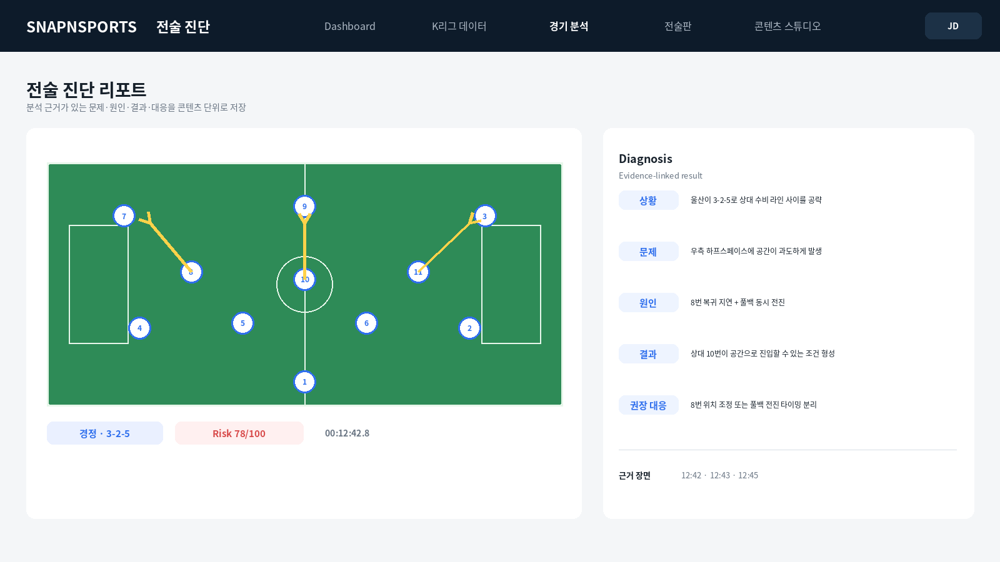 SNAPNSPORTS 전술 진단 Dashboard K리그 데이터 경기 분석 전술판 콘텐츠 스튜디오 JD
전술 진단 리포트
분석 근거가 있는 문제·원인·결과·대응을 콘텐츠 단위로 저장
9
7
3
8
10
11
4
5
6
2
1
경정 · 3-2-5
Risk 78/100
00:12:42.8
Diagnosis
Evidence-linked result
상황 울산이 3-2-5로 상대 수비 라인 사이를 공략
문제 우측 하프스페이스에 공간이 과도하게 발생
원인 8번 복귀 지연 + 풀백 동시 전진
결과 상대 10번이 공간으로 진입할 수 있는 조건 형성
권장 대응 8번 위치 조정 또는 풀백 전진 타이밍 분리
근거 장면 12:42 · 12:43 · 12:45